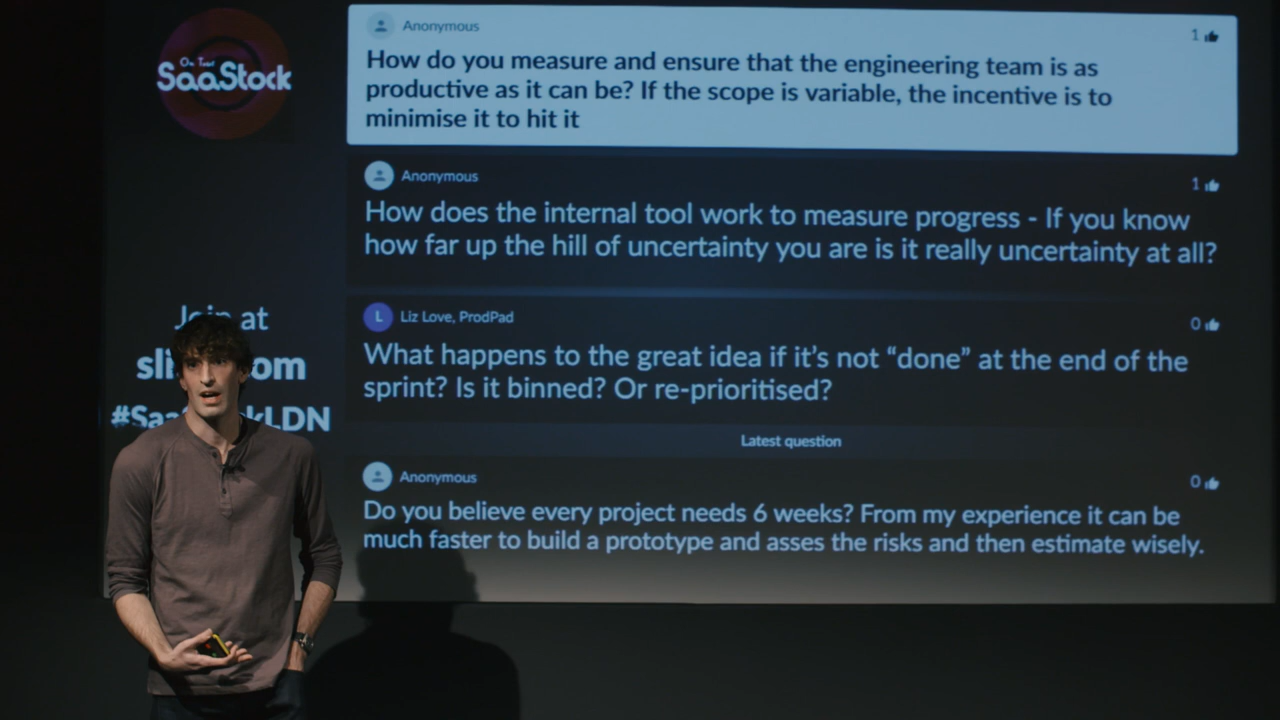 On Tour
SaaStock
Join at
#Sa kLDN
Anonymous
1
How do you measure and ensure that the engineering team is as
productive as it can be? If the scope is variable, the incentive is to
minimise it to hit it
Anonymous
1
How does the internal tool work to measure progress - If you know
how far up the hill of uncertainty you are is it really uncertainty at all?
L
Liz Love, ProdPad
0
What happens to the great idea if it's not “done” at the end of the
sprint? Is it binned? Or re-prioritised?
Latest question
Anonymous
0
Do you believe every project needs 6 weeks? From my experience it can be
much faster to build a prototype and asses the risks and then estimate wisely.